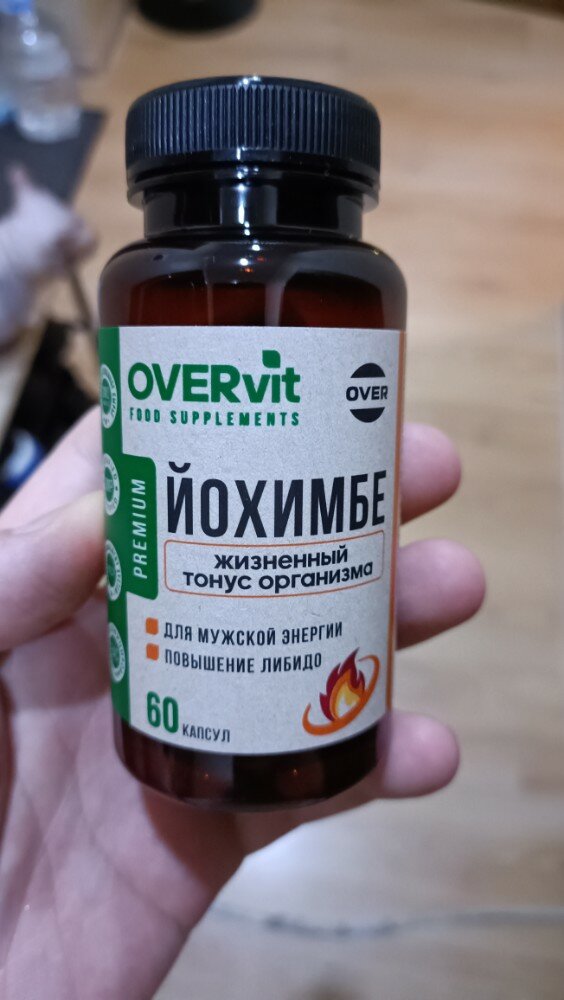 OVERvit
FOOD SUPPLEMENTS
OVER
PREMIUM
ЙОХИМБЕ
жизненный
тонус организма
ДЛЯ МУЖСКОЙ ЭНЕРГИИ
ПОВЫШЕНИЕ ЛИБИДО
60 КАПСУЛ